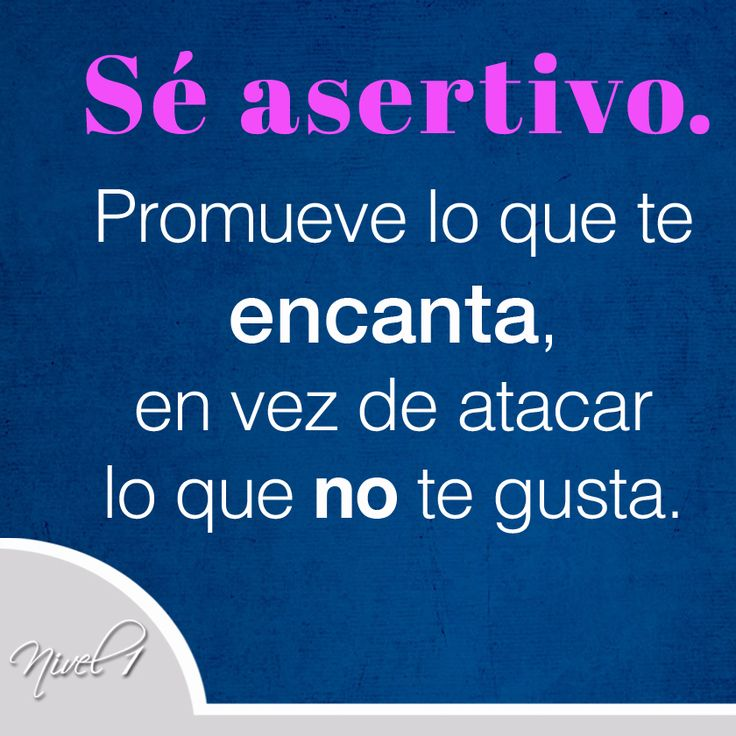 Sé asertivo.
Promueve lo que te
encanta,
en vez de atacar
lo que no te gusta.
Nivel 1